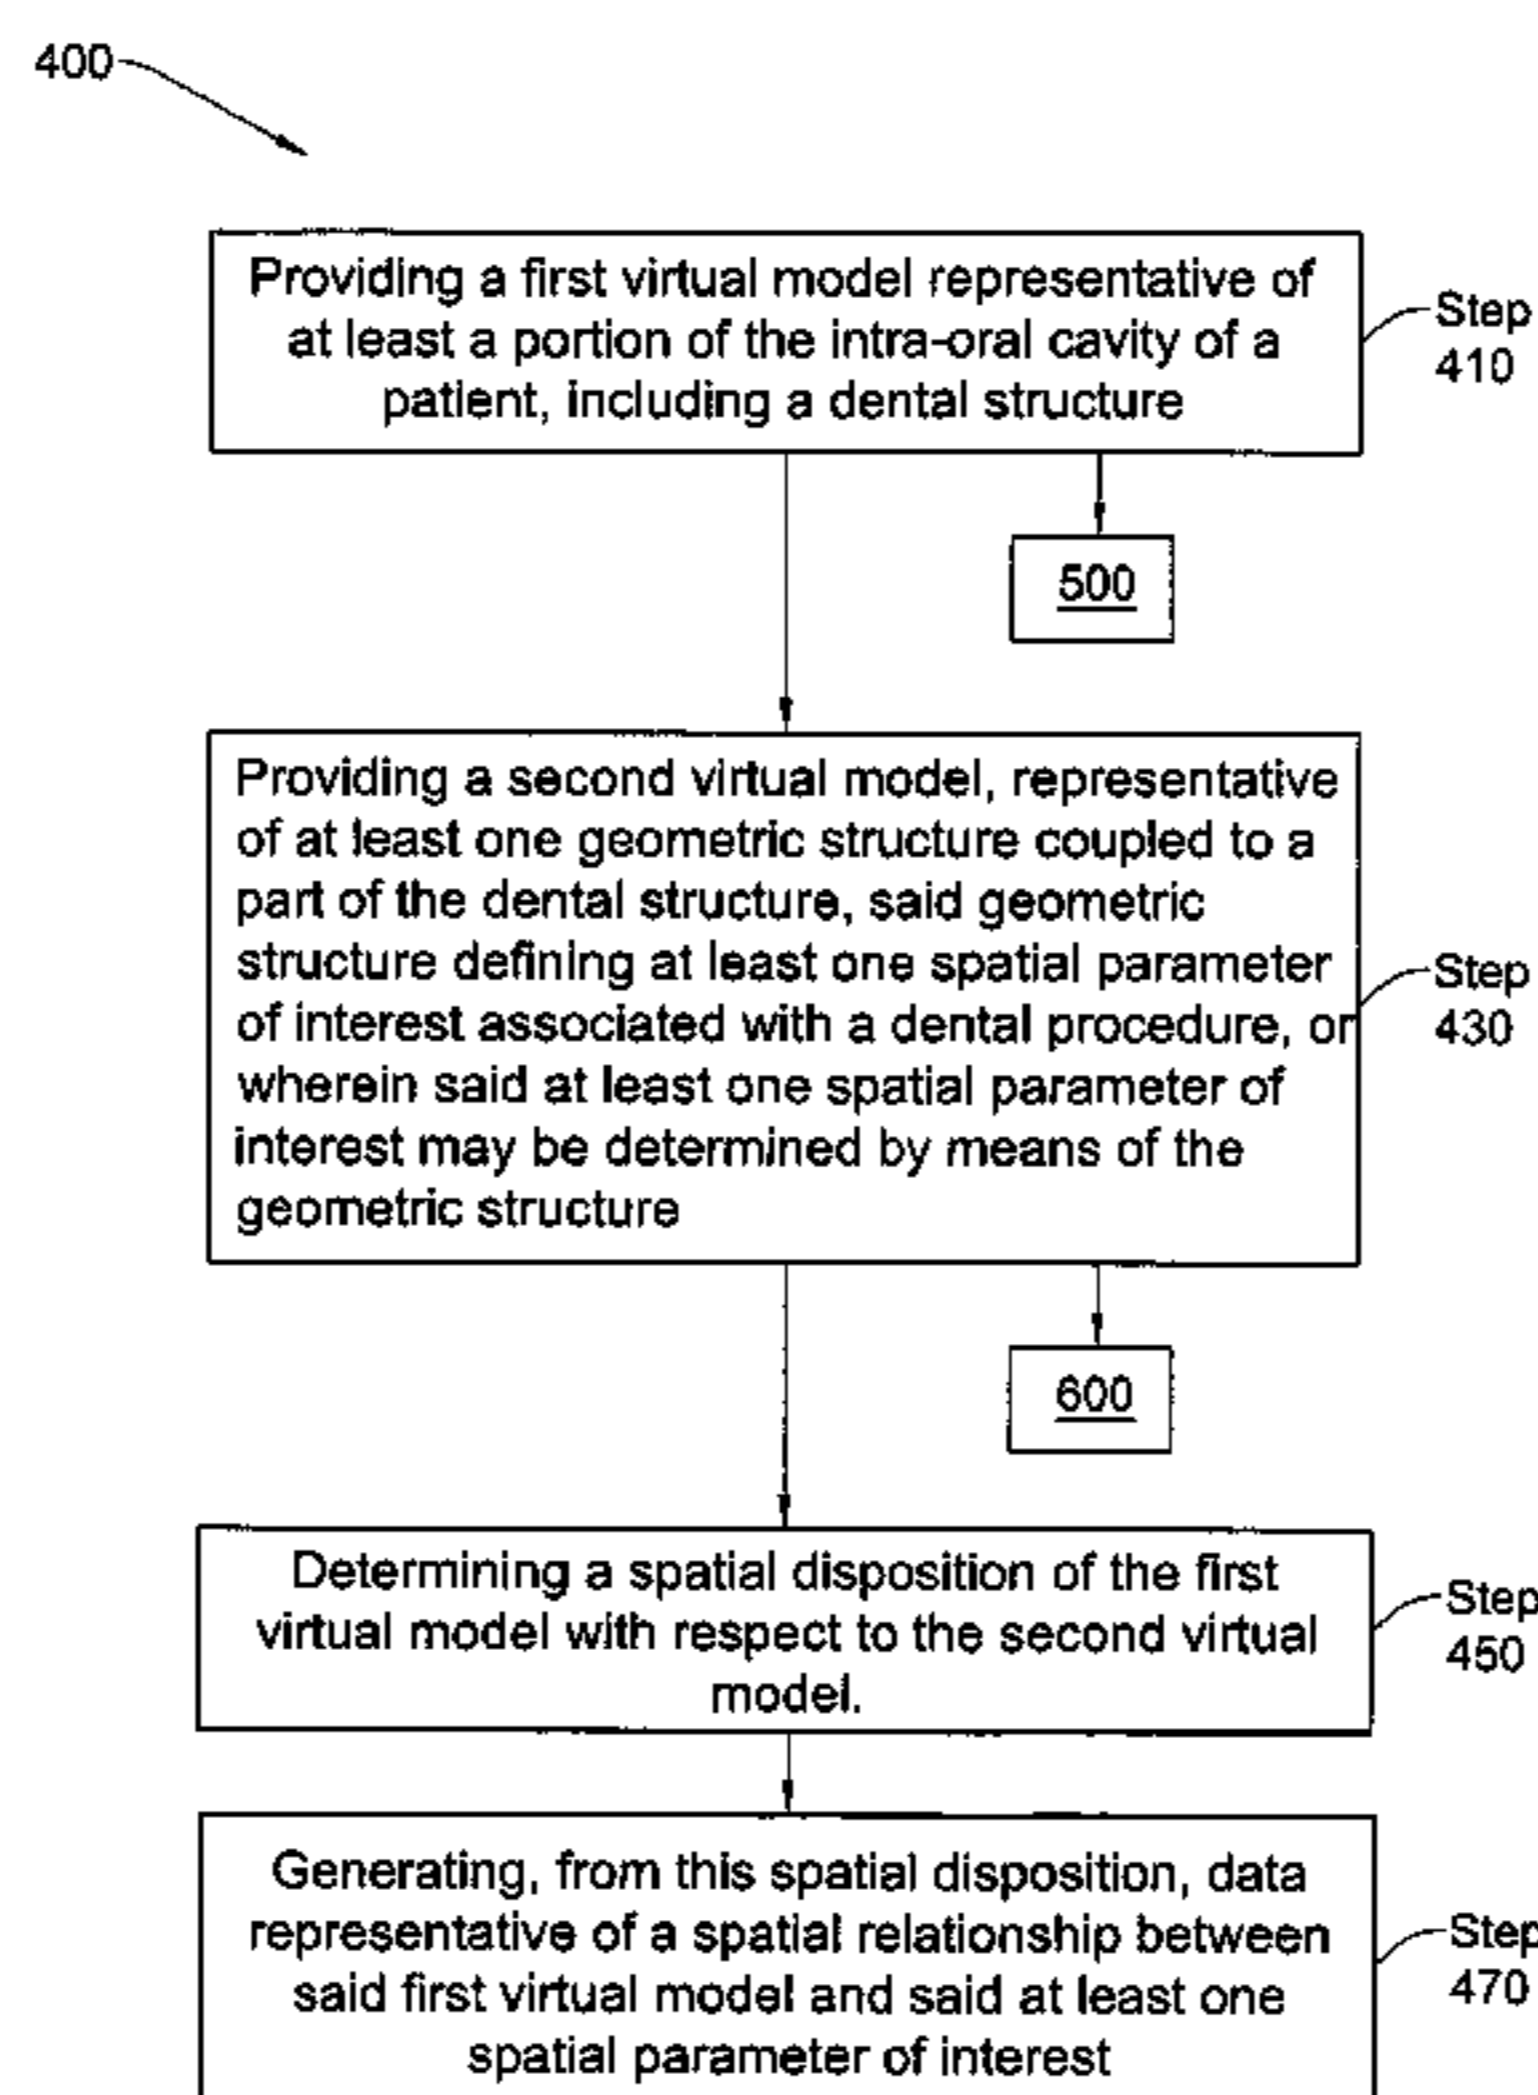 400
Providing a first virtual model representative of
at least a portion of the intra-oral cavity of a
patient, including a dental structure
Step
410
500
Providing a second virtual model, representative
of at least one geometric structure coupled to a
part of the dental structure, said geometric
structure defining at least one spatial parameter
of interest associated with a dental procedure, or
wherein said at least one spatial parameter of
interest may be determined by means of the
geometric structure
Step
430
600
Determining a spatial disposition of the first
virtual model with respect to the second virtual
model.
Step
450
Generating, from this spatial disposition, data
representative of a spatial relationship between
said first virtual model and said at least one
spatial parameter of interest
Step
470